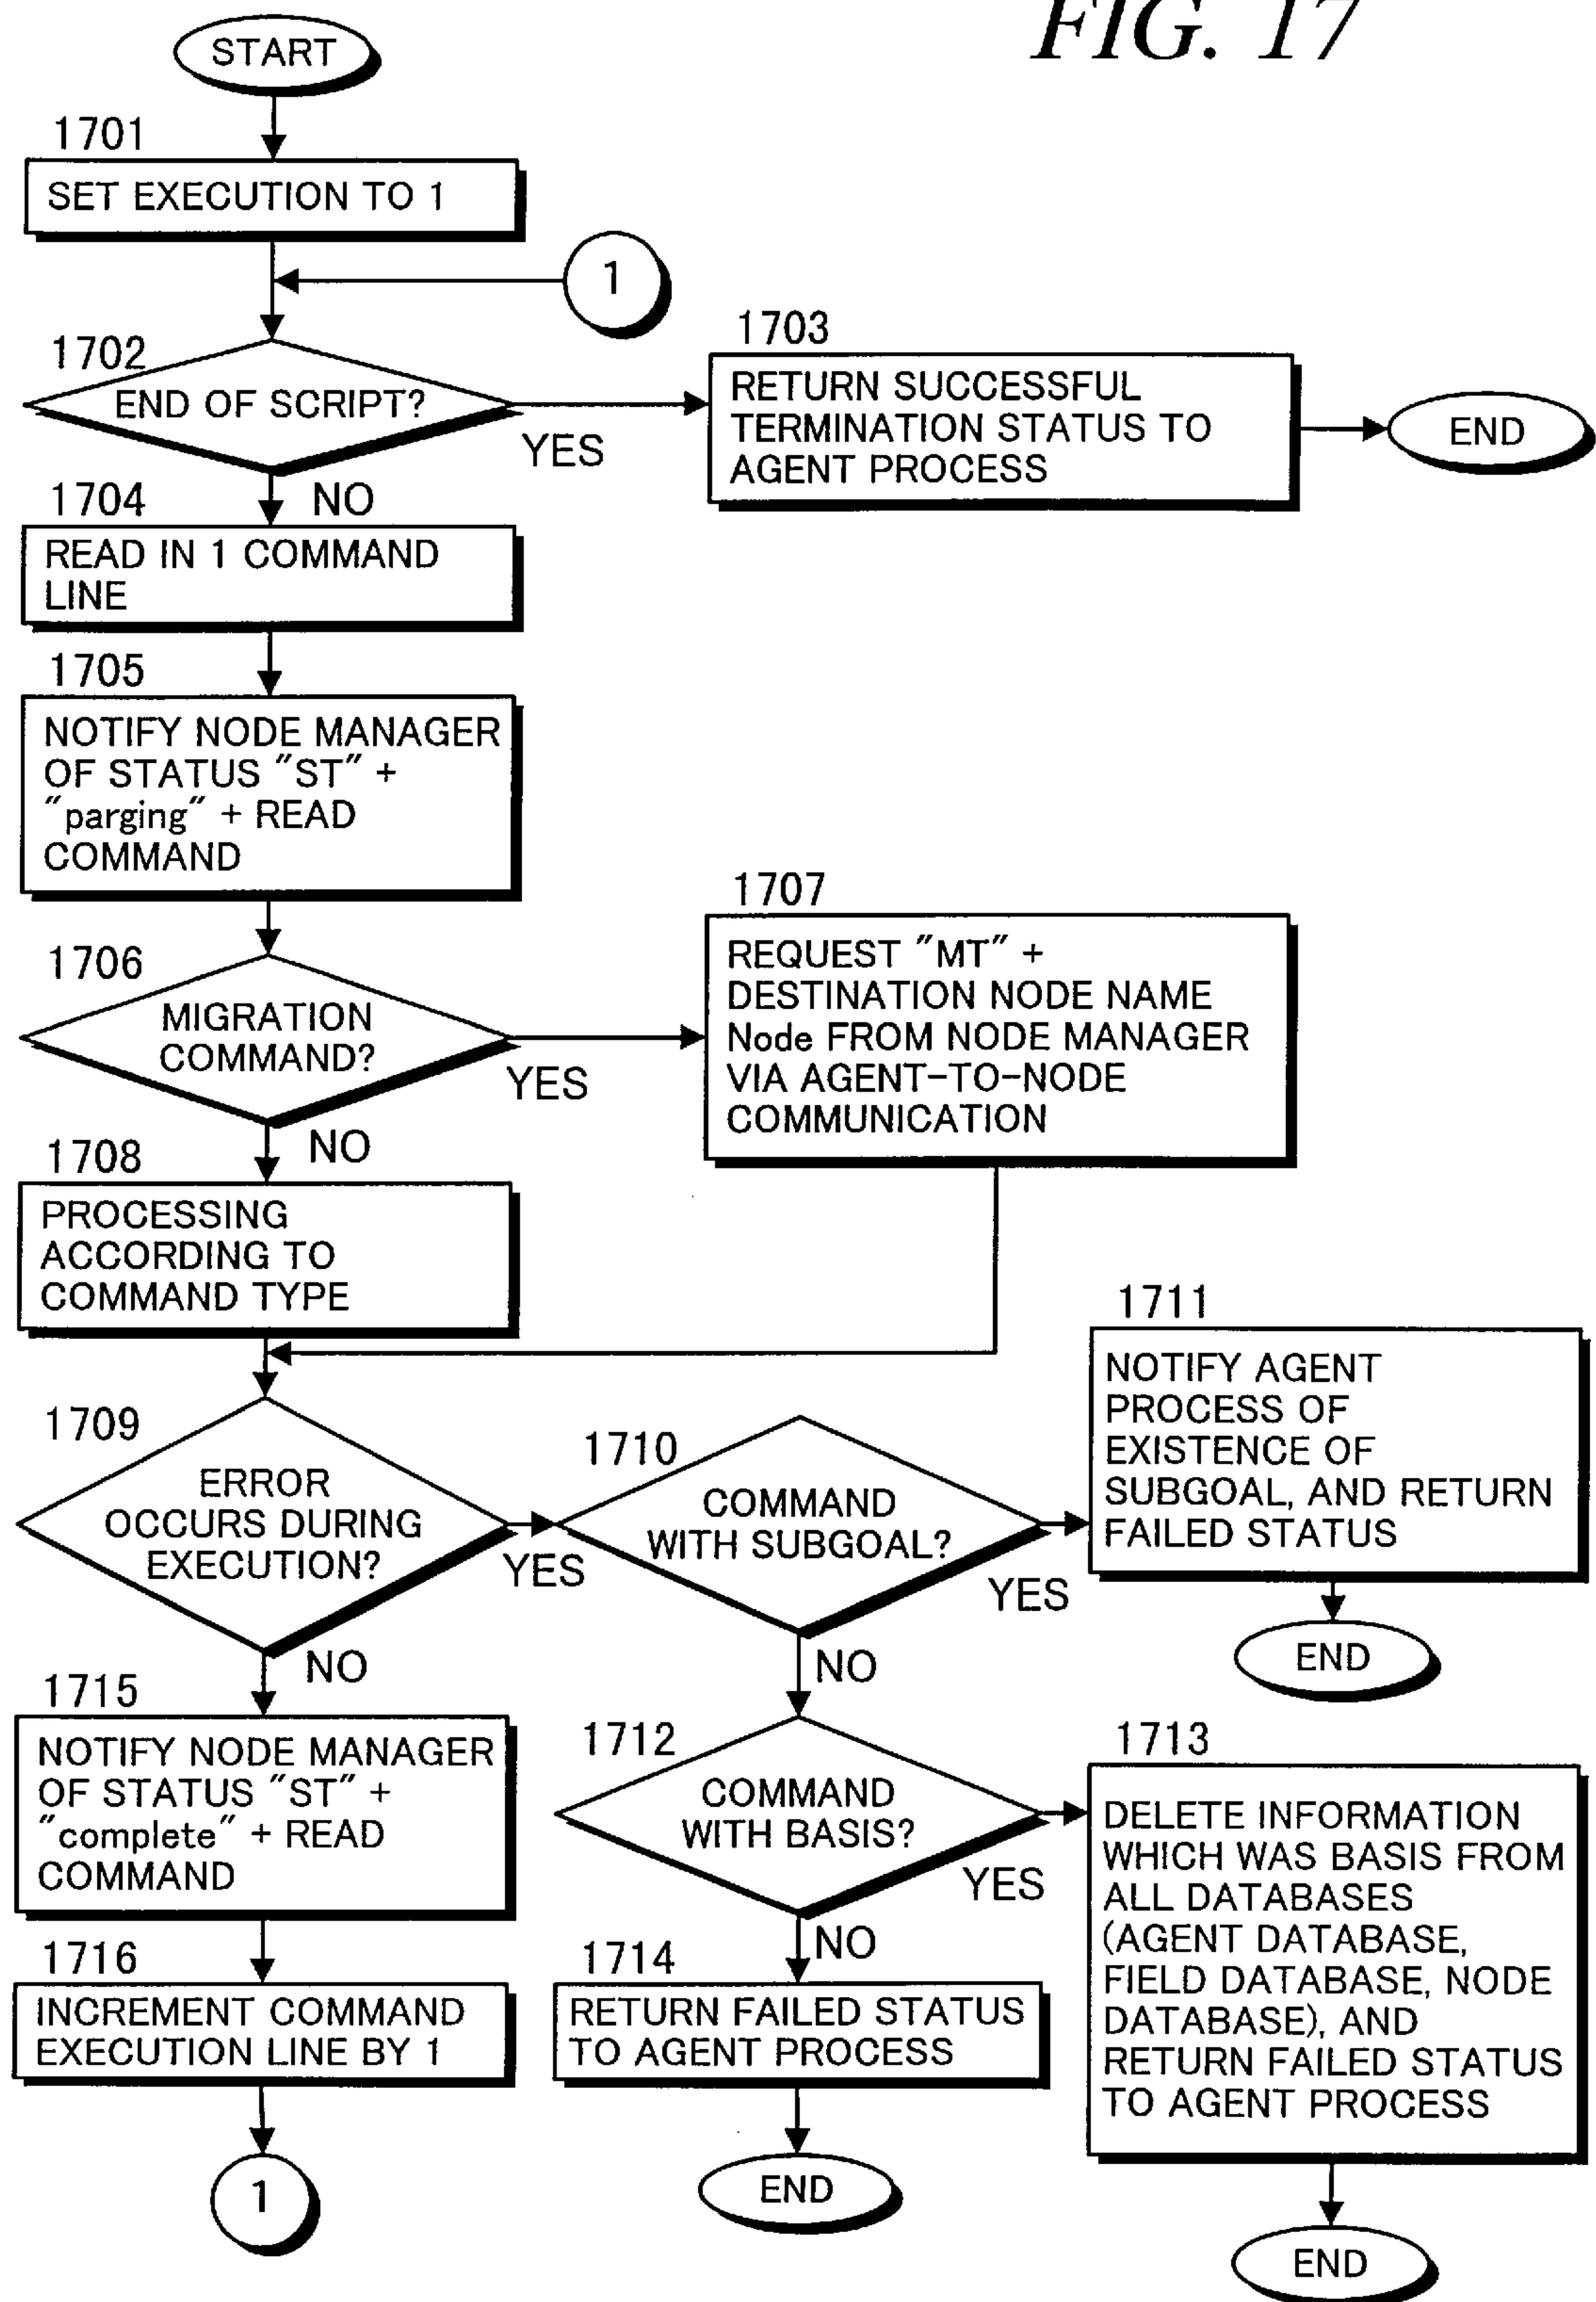 FIG. 17
START
1701
SET EXECUTION TO 1
1
1702
END OF SCRIPT?
YES
NO
1703
RETURN SUCCESSFUL
TERMINATION STATUS TO
AGENT PROCESS
END
1704
READ IN 1 COMMAND
LINE
1705
NOTIFY NODE MANAGER
OF STATUS "ST" +
"parging" + READ
COMMAND
1706
MIGRATION
COMMAND?
YES
NO
1707
REQUEST "MT" +
DESTINATION NODE NAME
Node FROM NODE MANAGER
VIA AGENT-TO-NODE
COMMUNICATION
1708
PROCESSING
ACCORDING TO
COMMAND TYPE
1709
ERROR
OCCURS DURING
EXECUTION?
YES
NO
1710
COMMAND
WITH SUBGOAL?
YES
NO
1711
NOTIFY AGENT
PROCESS OF
EXISTENCE OF
SUBGOAL, AND RETURN
FAILED STATUS
END
1715
NOTIFY NODE MANAGER
OF STATUS "ST" +
"complete" + READ
COMMAND
1712
COMMAND
WITH BASIS?
YES
NO
1713
DELETE INFORMATION
WHICH WAS BASIS FROM
ALL DATABASES
(AGENT DATABASE,
FIELD DATABASE, NODE
DATABASE), AND
RETURN FAILED STATUS
TO AGENT PROCESS
END
1716
INCREMENT COMMAND
EXECUTION LINE BY 1
1
1714
RETURN FAILED STATUS
TO AGENT PROCESS
END